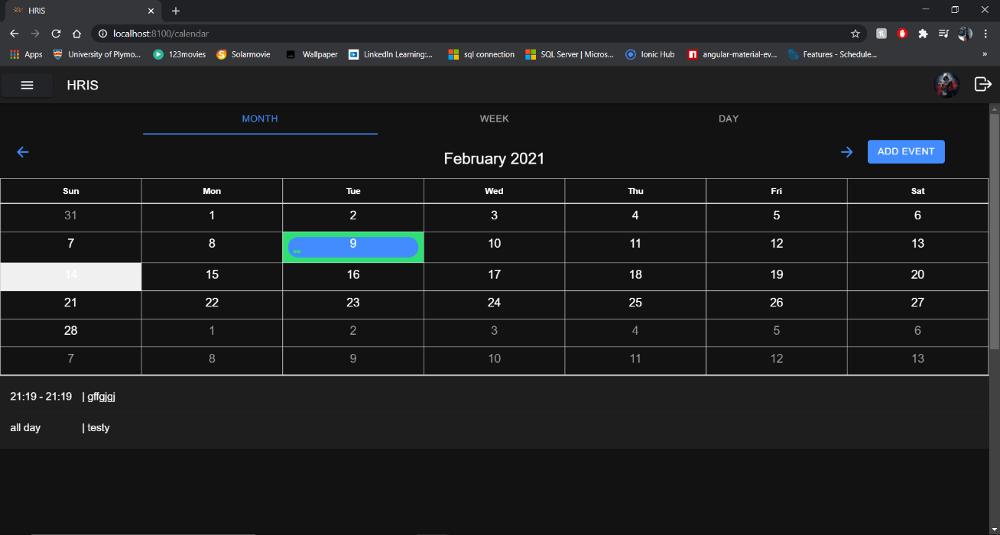 HRIS
localhost:8100/calendar
Apps University of Plymo... 123movies Solarmovie Wallpaper LinkedIn Learning:... sql connection SQL Server | Micros... Ionic Hub angular-material-ev... Features - Schedule... »
HRIS
MONTH WEEK DAY
February 2021 ADD EVENT
Sun Mon Tue Wed Thu Fri Sat
31 1 2 3 4 5 6
7 8 9 10 11 12 13
14 15 16 17 18 19 20
21 22 23 24 25 26 27
28 1 2 3 4 5 6
7 8 9 10 11 12 13
21:19 - 21:19 | gffgjgj
all day | testy